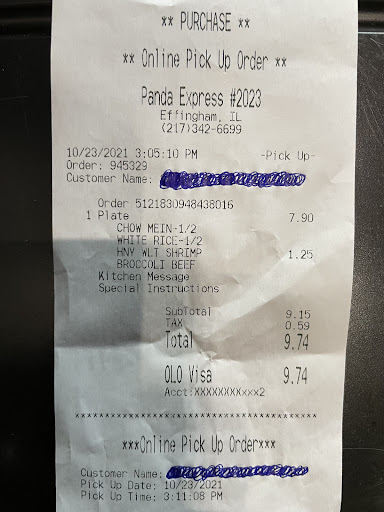 ** PURCHASE **
** Online Pick Up Order **
Panda Express #2023
Effingham, IL
(217)342-6699
10/23/2021 3:05:10 PM -Pick Up-
Order: 945329
Customer Name:
Order 5121830948438016
1 Plate 7.90
CHOW MEIN-1/2
WHITE RICE-1/2
HNY WLT SHRIMP 1.25
BROCCOLI BEEF
Kitchen Message
Special Instructions
Subtotal 9.15
TAX 0.59
Total 9.74
OLO Visa 9.74
Acct:XXXXXXXXxxx2
***Online Pick Up Order***
Customer Name:
Pick Up Date: 10/23/2021
Pick Up Time: 3:11:08 PM